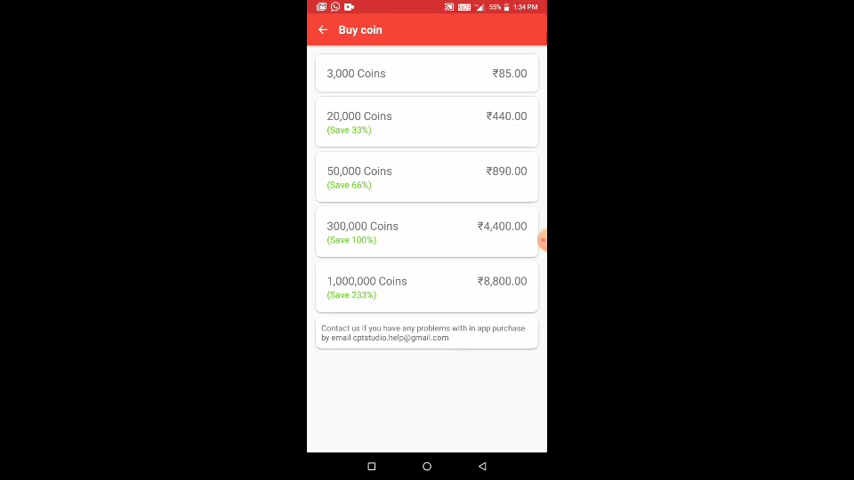 55% 1:34 PM
Buy coin
3,000 Coins ₹85.00
20,000 Coins ₹440.00
(Save 33%)
50,000 Coins ₹890.00
(Save 66%)
300,000 Coins ₹4,400.00
(Save 100%)
1,000,000 Coins ₹8,800.00
(Save 233%)
Contact us if you have any problems with in app purchase
by email cptstudio.help@gmail.com